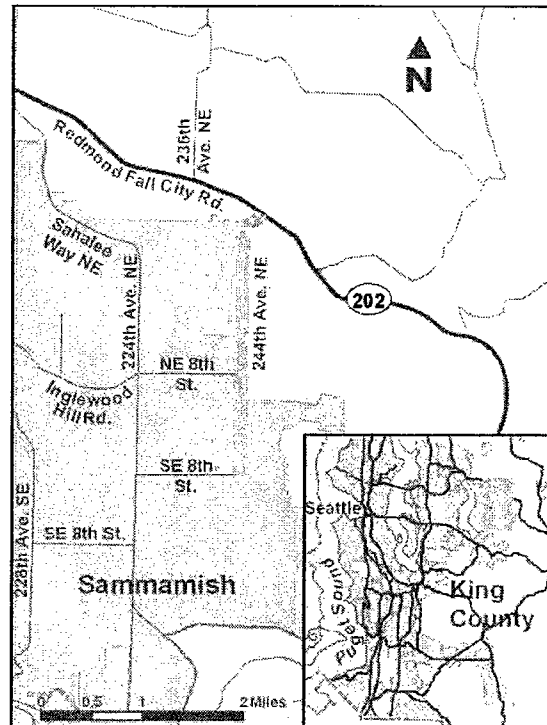 N
236th
Ave. NE
Redmond Fall City Rd.
Sahalee
Way NE
224th Ave. NE
244th Ave. NE
202
NE 8th
St.
Inglewood
Hill Rd.
SE 8th
St.
228th Ave. SE
SE 8th St.
Sammamish
0 0.5 1 2 Miles
Seattle
Puget Sound
King
County